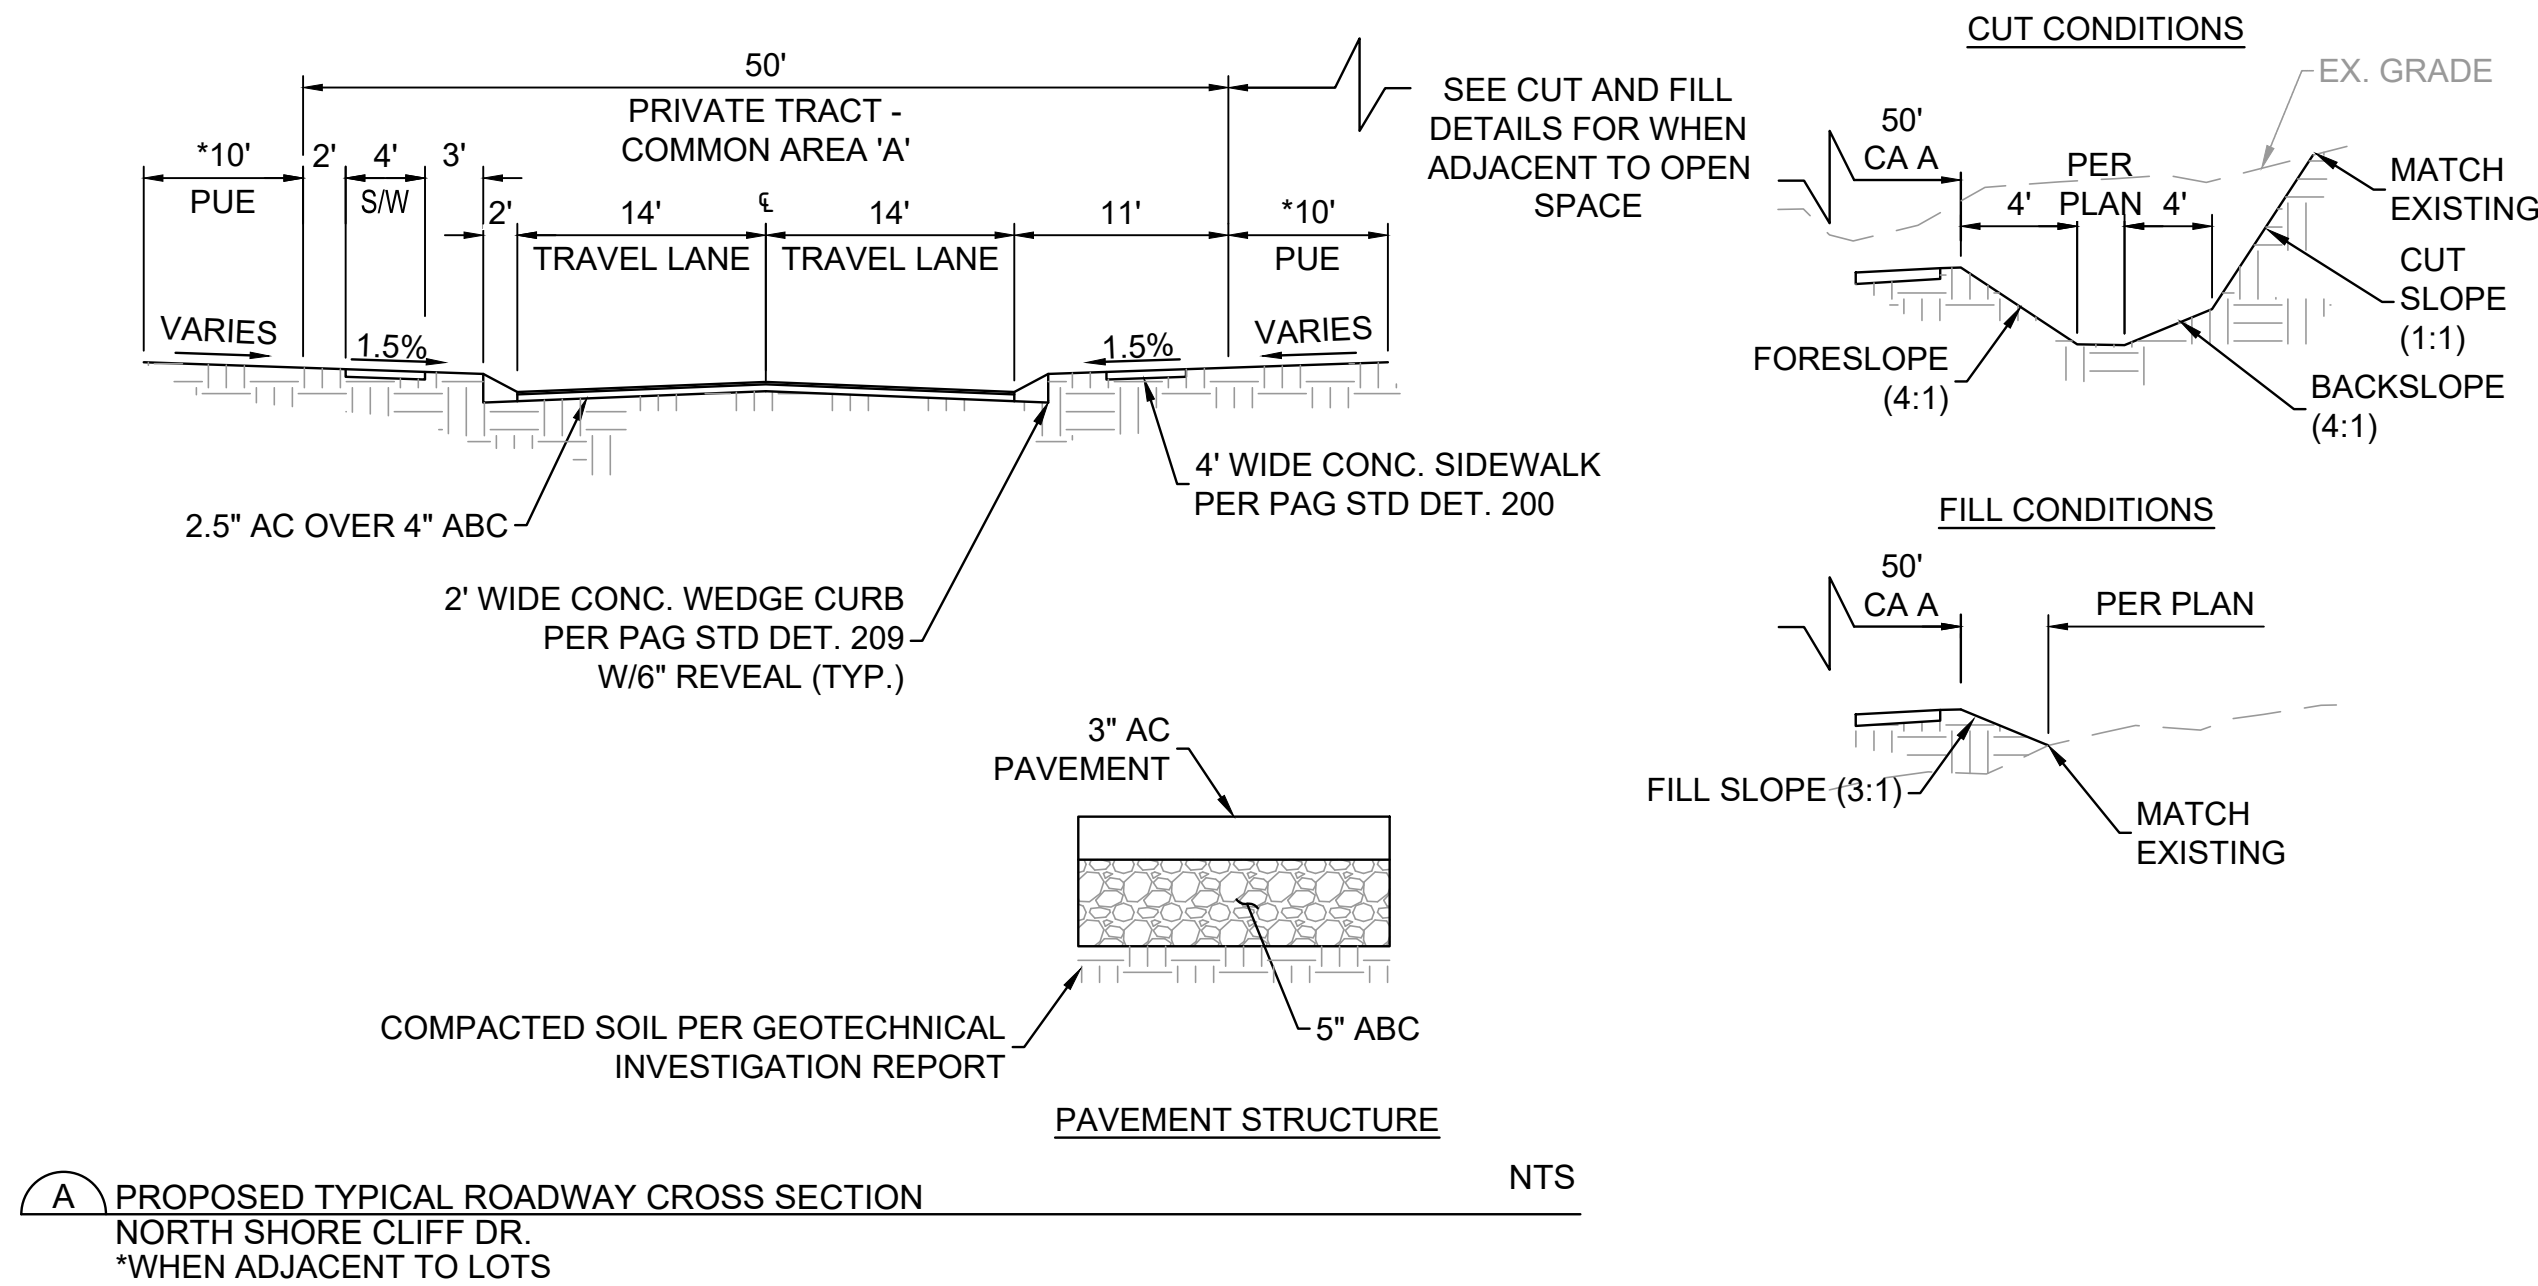 50'
PRIVATE TRACT -
COMMON AREA 'A'
*10'
PUE
2'
4'
S/W
3'
2'
14'
TRAVEL LANE
℄
14'
TRAVEL LANE
11'
*10'
PUE
SEE CUT AND FILL
DETAILS FOR WHEN
ADJACENT TO OPEN
SPACE
VARIES
1.5%
1.5%
VARIES
2.5" AC OVER 4" ABC
4' WIDE CONC. SIDEWALK
PER PAG STD DET. 200
2' WIDE CONC. WEDGE CURB
PER PAG STD DET. 209
W/6" REVEAL (TYP.)
CUT CONDITIONS
EX. GRADE
50'
CA A
4'
PER
PLAN
4'
MATCH
EXISTING
CUT
SLOPE
(1:1)
FORESLOPE
(4:1)
BACKSLOPE
(4:1)
FILL CONDITIONS
50'
CA A
PER PLAN
FILL SLOPE (3:1)
MATCH
EXISTING
3" AC
PAVEMENT
COMPACTED SOIL PER GEOTECHNICAL
INVESTIGATION REPORT
5" ABC
PAVEMENT STRUCTURE
NTS
A
PROPOSED TYPICAL ROADWAY CROSS SECTION
NORTH SHORE CLIFF DR.
*WHEN ADJACENT TO LOTS